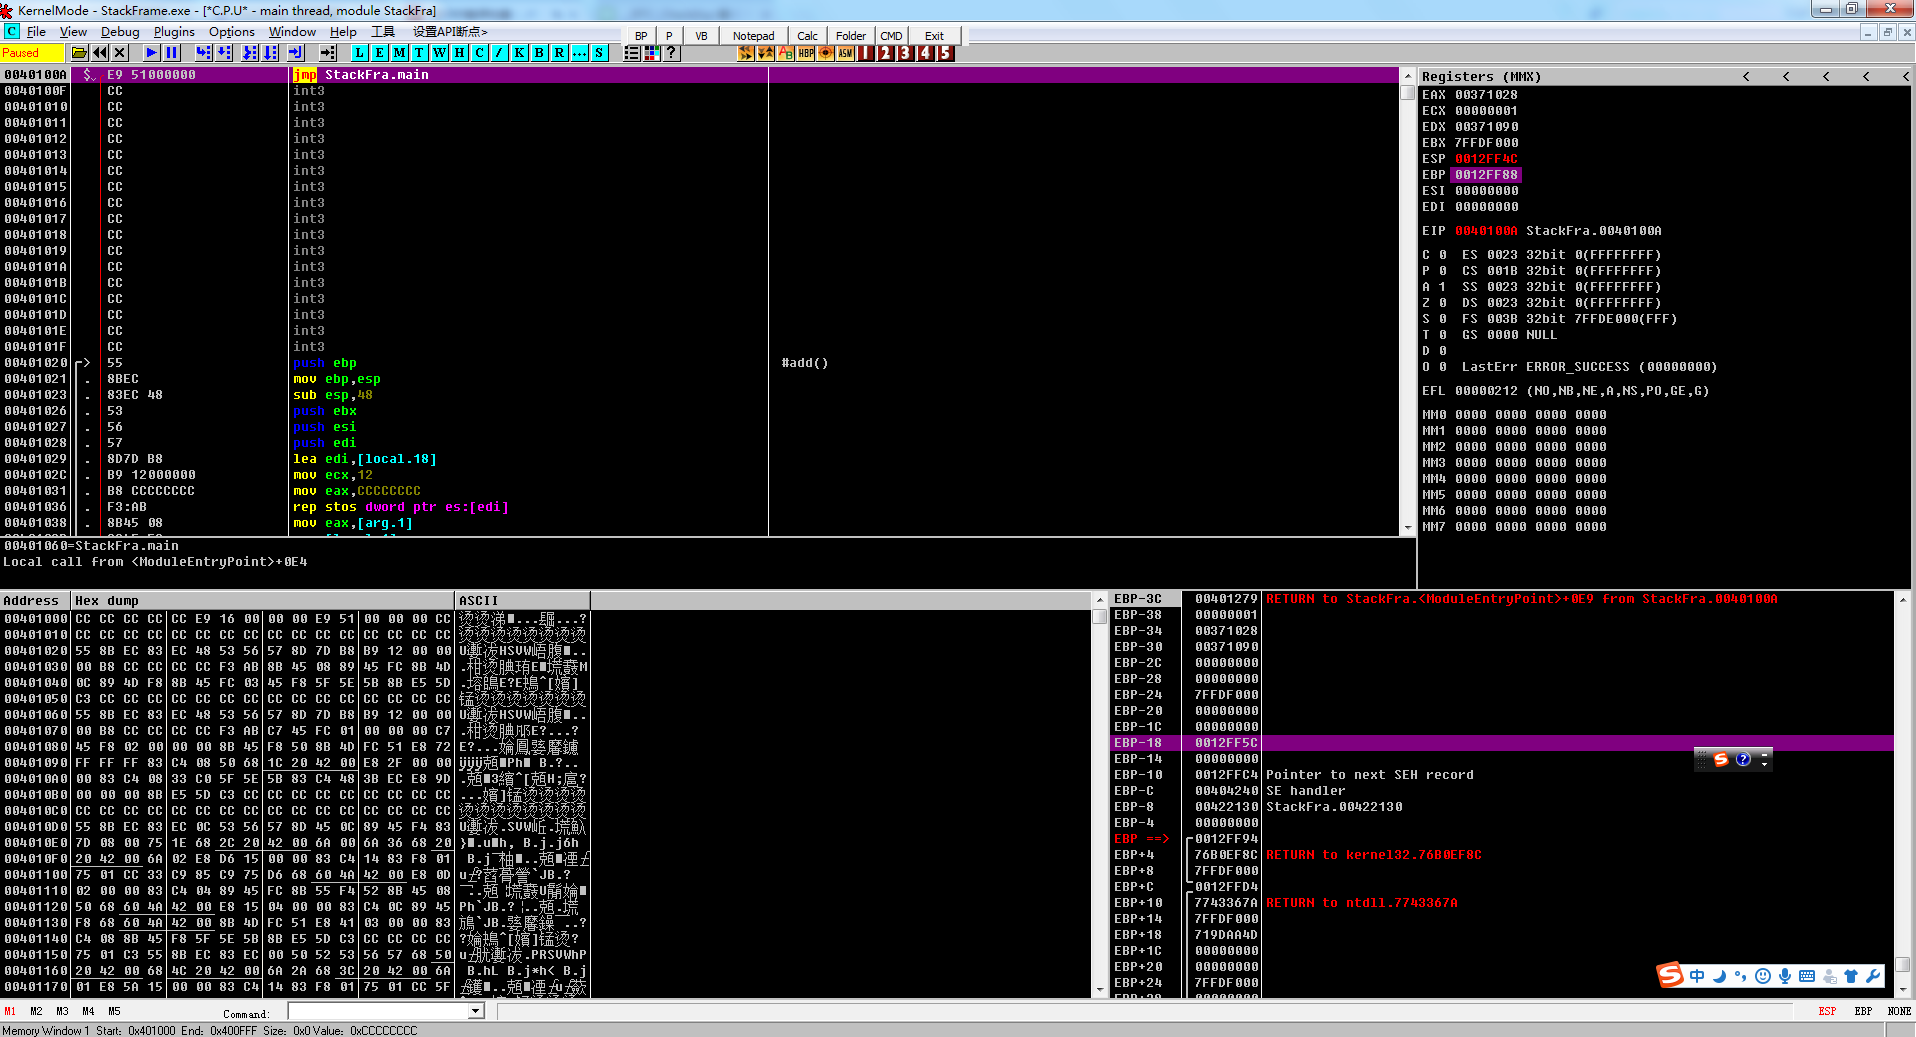 KernelMode - StackFrame.exe - [*C.P.U* - main thread, module StackFra]
File View Debug Plugins Options Window Help 工具 设置API断点>
BP P VB Notepad Calc Folder CMD Exit
Paused
L E M T W H C / K B R ... S
HBP ASM 1 2 3 4 5
0040100A $ E9 51000000 jmp StackFra.main
0040100F CC int3
00401010 CC int3
00401011 CC int3
00401012 CC int3
00401013 CC int3
00401014 CC int3
00401015 CC int3
00401016 CC int3
00401017 CC int3
00401018 CC int3
00401019 CC int3
0040101A CC int3
0040101B CC int3
0040101C CC int3
0040101D CC int3
0040101E CC int3
0040101F CC int3
00401020 > 55 push ebp #add()
00401021 . 8BEC mov ebp,esp
00401023 . 83EC 48 sub esp,48
00401026 . 53 push ebx
00401027 . 56 push esi
00401028 . 57 push edi
00401029 . 8D7D B8 lea edi,[local.18]
0040102C . B9 12000000 mov ecx,12
00401031 . B8 CCCCCCCC mov eax,CCCCCCCC
00401036 . F3:AB rep stos dword ptr es:[edi]
00401038 . 8B45 08 mov eax,[arg.1]
00401060=StackFra.main
Local call from <ModuleEntryPoint>+0E4
Registers (MMX) < < < < <
EAX 00371028
ECX 00000001
EDX 00371090
EBX 7FFDF000
ESP 0012FF4C
EBP 0012FF88
ESI 00000000
EDI 00000000
EIP 0040100A StackFra.0040100A
C 0 ES 0023 32bit 0(FFFFFFFF)
P 0 CS 001B 32bit 0(FFFFFFFF)
A 1 SS 0023 32bit 0(FFFFFFFF)
Z 0 DS 0023 32bit 0(FFFFFFFF)
S 0 FS 003B 32bit 7FFDE000(FFF)
T 0 GS 0000 NULL
D 0
O 0 LastErr ERROR_SUCCESS (00000000)
EFL 00000212 (NO,NB,NE,A,NS,PO,GE,G)
MM0 0000 0000 0000 0000
MM1 0000 0000 0000 0000
MM2 0000 0000 0000 0000
MM3 0000 0000 0000 0000
MM4 0000 0000 0000 0000
MM5 0000 0000 0000 0000
MM6 0000 0000 0000 0000
MM7 0000 0000 0000 0000
Address Hex dump ASCII
00401000 CC CC CC CC CC E9 16 00 00 00 E9 51 00 00 00 CC
00401010 CC CC CC CC CC CC CC CC CC CC CC CC CC CC CC CC 烫烫烫烫烫烫烫烫
00401020 55 8B EC 83 EC 48 53 56 57 8D 7D B8 B9 12 00 00
00401030 00 B8 CC CC CC CC F3 AB 8B 45 08 89 45 FC 8B 4D
00401040 0C 89 4D F8 8B 45 FC 03 45 F8 5F 5E 5B 8B E5 5D
00401050 C3 CC CC CC CC CC CC CC CC CC CC CC CC CC CC CC 锰烫烫烫烫烫烫烫
00401060 55 8B EC 83 EC 48 53 56 57 8D 7D B8 B9 12 00 00
00401070 00 B8 CC CC CC CC F3 AB C7 45 FC 01 00 00 00 C7
00401080 45 F8 02 00 00 00 8B 45 F8 50 8B 4D FC 51 E8 72
00401090 FF FF FF 83 C4 08 50 68 1C 20 42 00 E8 2F 00 00
004010A0 00 83 C4 08 33 C0 5F 5E 5B 83 C4 48 3B EC E8 9D
004010B0 00 00 00 8B E5 5D C3 CC CC CC CC CC CC CC CC CC
004010C0 CC CC CC CC CC CC CC CC CC CC CC CC CC CC CC CC 烫烫烫烫烫烫烫烫
004010D0 55 8B EC 83 EC 0C 53 56 57 8D 45 0C 89 45 F4 83
004010E0 7D 08 00 75 1E 68 2C 20 42 00 6A 00 6A 36 68 20
004010F0 20 42 00 6A 02 E8 D6 15 00 00 83 C4 14 83 F8 01
00401100 75 01 CC 33 C9 85 C9 75 D6 68 60 4A 42 00 E8 0D
00401110 02 00 00 83 C4 04 89 45 FC 8B 55 F4 52 8B 45 08
00401120 50 68 60 4A 42 00 E8 15 04 00 00 83 C4 0C 89 45
00401130 F8 68 60 4A 42 00 8B 4D FC 51 E8 41 03 00 00 83
00401140 C4 08 8B 45 F8 5F 5E 5B 8B E5 5D C3 CC CC CC CC
00401150 75 01 C3 55 8B EC 83 EC 00 50 52 53 56 57 68 50
00401160 20 42 00 68 4C 20 42 00 6A 2A 68 3C 20 42 00 6A B.hL B.j*h< B.j
00401170 01 E8 5A 15 00 00 83 C4 14 83 F8 01 75 01 CC 5F
EBP-3C 00401279 RETURN to StackFra.<ModuleEntryPoint>+0E9 from StackFra.0040100A
EBP-38 00000001
EBP-34 00371028
EBP-30 00371090
EBP-2C 00000000
EBP-28 00000000
EBP-24 7FFDF000
EBP-20 00000000
EBP-1C 00000000
EBP-18 0012FF5C
EBP-14 00000000
EBP-10 0012FFC4 Pointer to next SEH record
EBP-C 00404240 SE handler
EBP-8 00422130 StackFra.00422130
EBP-4 00000000
EBP ==> 0012FF94
EBP+4 76B0EF8C RETURN to kernel32.76B0EF8C
EBP+8 7FFDF000
EBP+C 0012FFD4
EBP+10 7743367A RETURN to ntdll.7743367A
EBP+14 7FFDF000
EBP+18 719DAA4D
EBP+1C 00000000
EBP+20 00000000
EBP+24 7FFDF000
中
M1 M2 M3 M4 M5 Command: ESP EBP NONE
Memory Window 1 Start: 0x401000 End: 0x400FFF Size: 0x0 Value: 0xCCCCCCCC